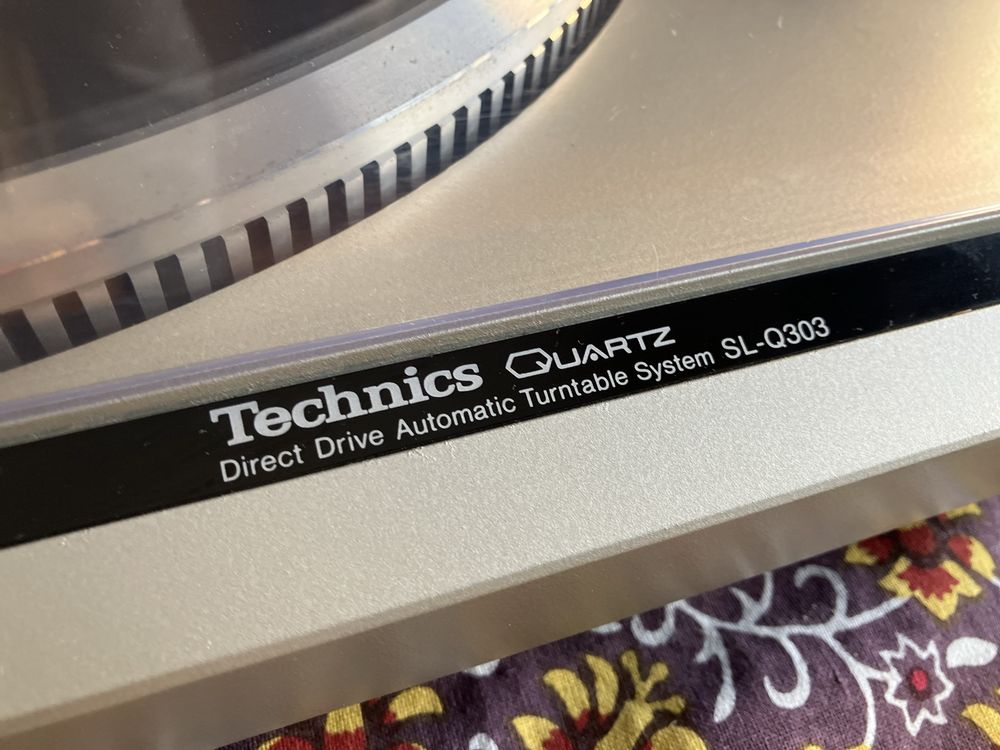 Technics QUARTZ
Direct Drive Automatic Turntable System SL-Q303